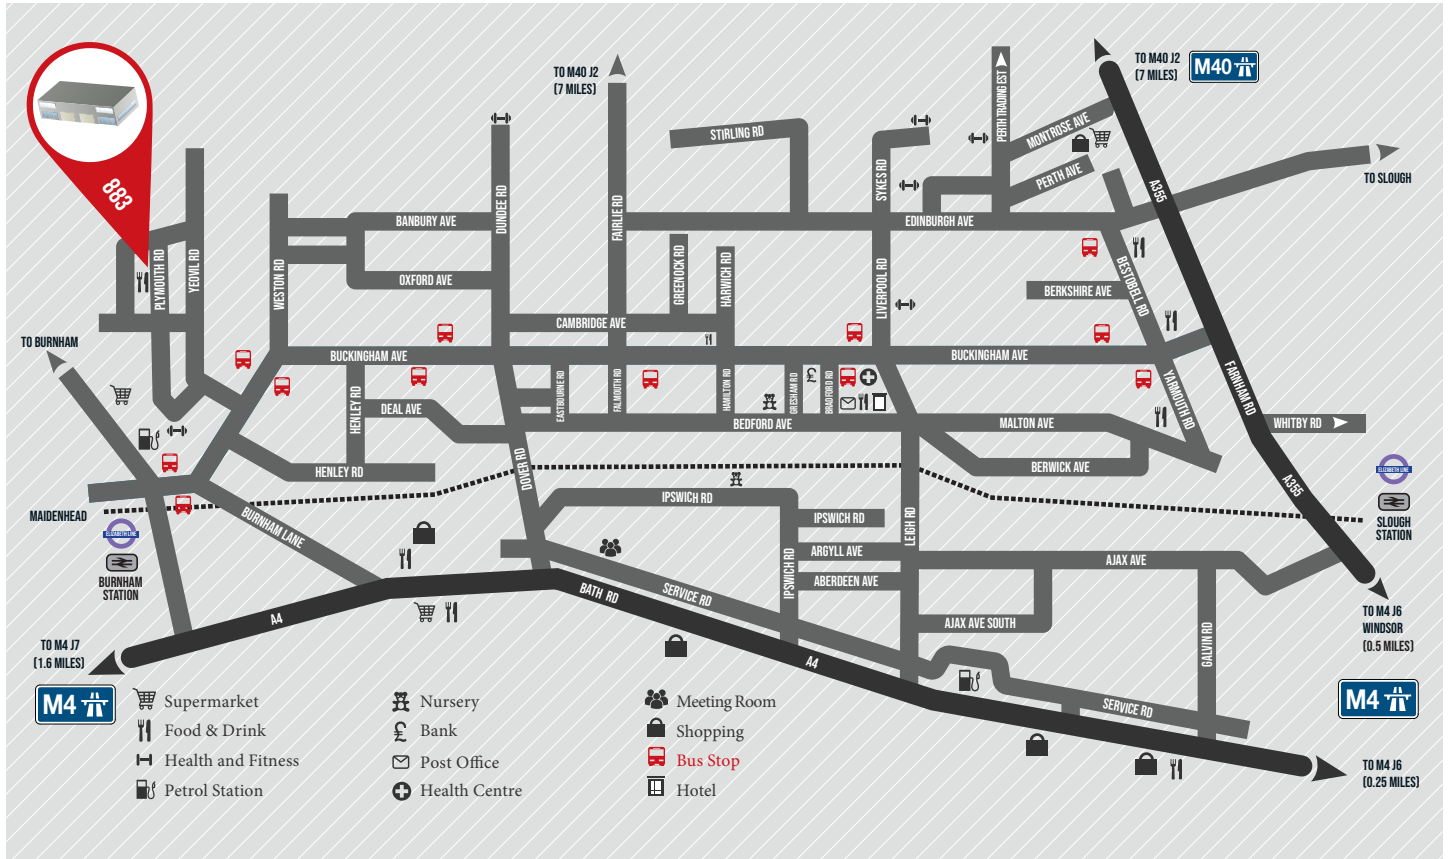 883
TO M40 J2
(7 MILES)
TO M40 J2
(7 MILES)
M40
TO SLOUGH
STIRLING RD
SYKES RD
PERTH TRADING EST
MONTROSE AVE
PERTH AVE
A355
PLYMOUTH RD
YEOVIL RD
WESTON RD
BANBURY AVE
OXFORD AVE
DUNDEE RD
FAIRLIE RD
EDINBURGH AVE
GREENOCK RD
HARWICH RD
LIVERPOOL RD
BERKSHIRE AVE
BESTOBELL RD
CAMBRIDGE AVE
TO BURNHAM
BUCKINGHAM AVE
BUCKINGHAM AVE
FARNHAM RD
HENLEY RD
DEAL AVE
EASTBOURNE RD
FALMOUTH RD
HAMILTON RD
GRESHAM RD
BRADFORD RD
YARMOUTH RD
BEDFORD AVE
MALTON AVE
WHITBY RD
HENLEY RD
DOVER RD
BERWICK AVE
A355
ELIZABETH LINE
SLOUGH
STATION
MAIDENHEAD
ELIZABETH LINE
BURNHAM
STATION
BURNHAM LANE
IPSWICH RD
IPSWICH RD
ARGYLL AVE
ABERDEEN AVE
IPSWICH RD
LEIGH RD
AJAX AVE
AJAX AVE SOUTH
GALVIN RD
SERVICE RD
BATH RD
A4
A4
SERVICE RD
TO M4 J7
(1.6 MILES)
M4
TO M4 J6
WINDSOR
(0.5 MILES)
M4
TO M4 J6
(0.25 MILES)
Supermarket
Food & Drink
Health and Fitness
Petrol Station
Nursery
Bank
Post Office
Health Centre
Meeting Room
Shopping
Bus Stop
Hotel